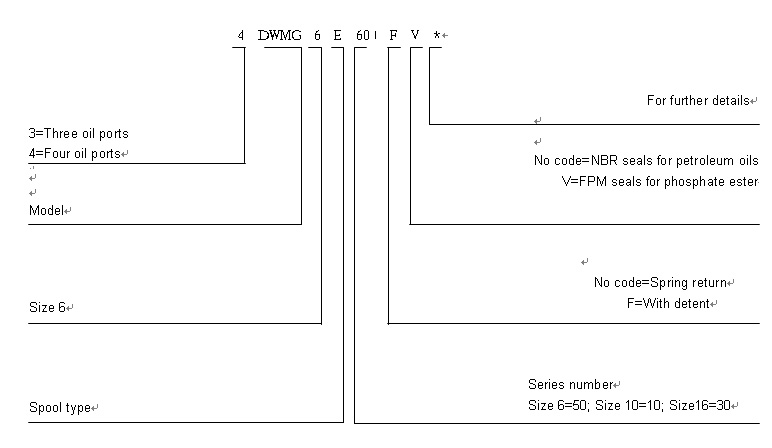 4 DWMG 6 E 60 F V *
For further details
3=Three oil ports
4=Four oil ports
No code=NBR seals for petroleum oils
V=FPM seals for phosphate ester
Model
No code=Spring return
F=With detent
Size 6
Series number
Size 6=50; Size 10=10; Size16=30
Spool type